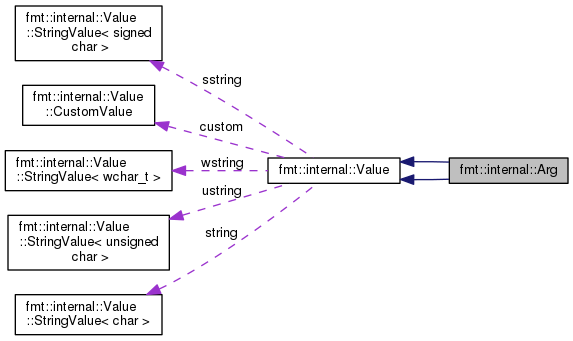 fmt::internal::Value
::StringValue< signed
char >
sstring
fmt::internal::Value
::CustomValue
custom
fmt::internal::Value
::StringValue< wchar_t >
wstring
fmt::internal::Value
fmt::internal::Arg
ustring
fmt::internal::Value
::StringValue< unsigned
char >
string
fmt::internal::Value
::StringValue< char >